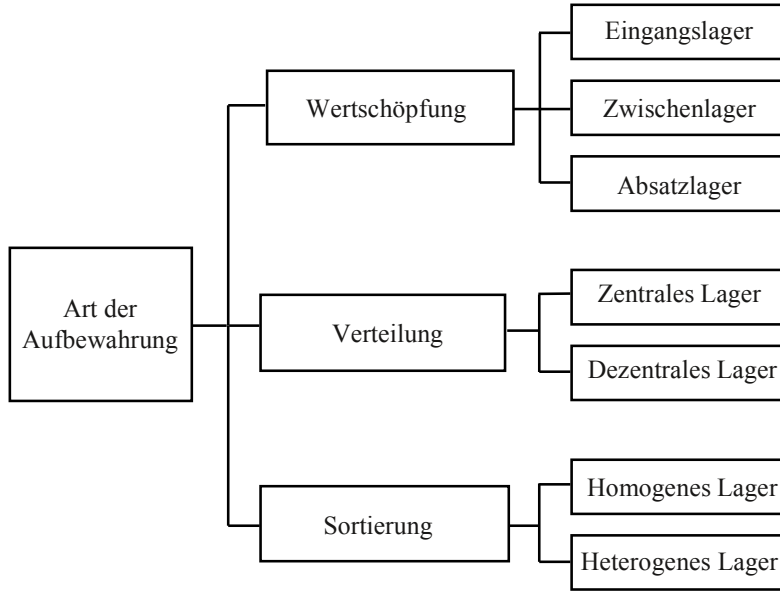 Art der
Aufbewahrung
Wertschöpfung
Eingangslager
Zwischenlager
Absatzlager
Verteilung
Zentrales Lager
Dezentrales Lager
Sortierung
Homogenes Lager
Heterogenes Lager